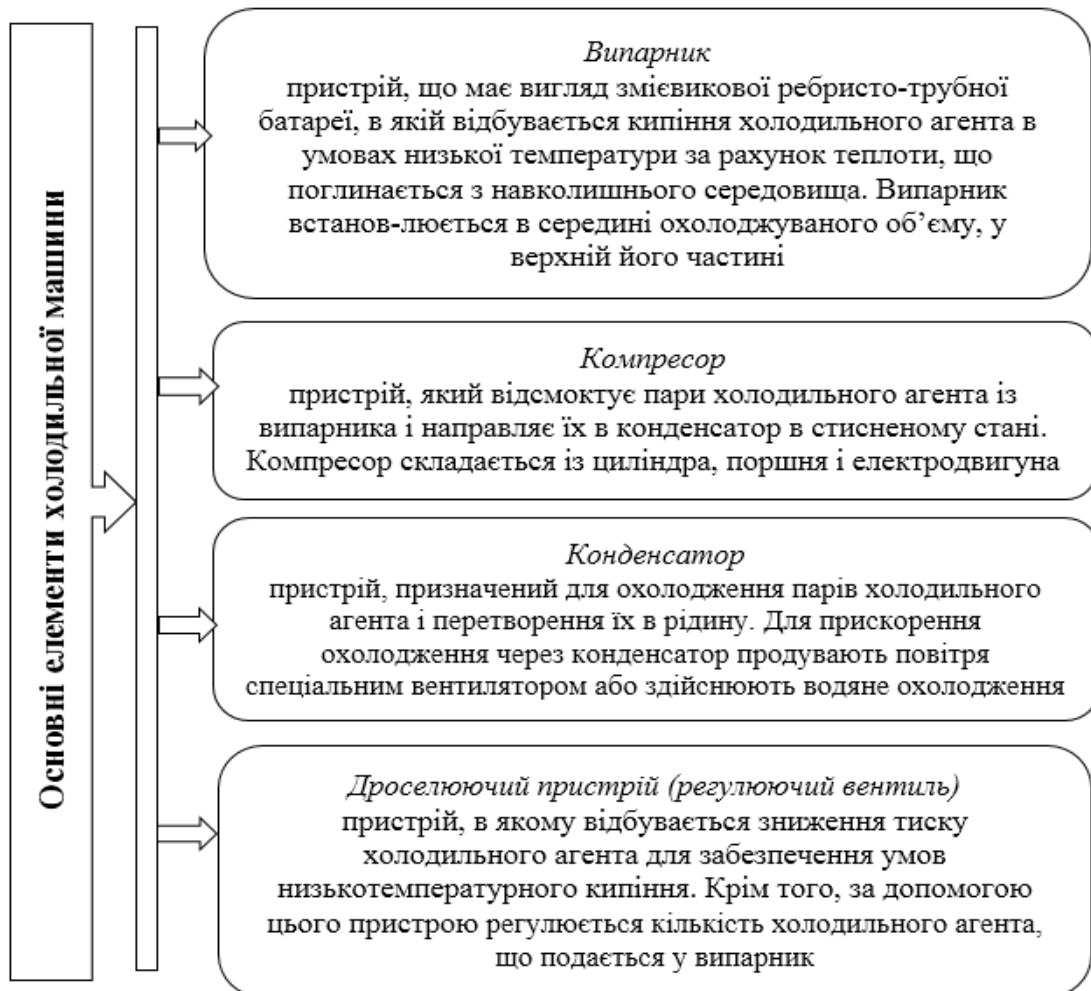 Основні елементи холодильної машини
Випарник
пристрій, що має вигляд змієвикової ребристо-трубної
батареї, в якій відбувається кипіння холодильного агента в
умовах низької температури за рахунок теплоти, що
поглинається з навколишнього середовища. Випарник
встанов-люється в середині охолоджуваного об’єму, у
верхній його частині
Компресор
пристрій, який відсмоктує пари холодильного агента із
випарника і направляє їх в конденсатор в стисненому стані.
Компресор складається із циліндра, поршня і електродвигуна
Конденсатор
пристрій, призначений для охолодження парів холодильного
агента і перетворення їх в рідину. Для прискорення
охолодження через конденсатор продувають повітря
спеціальним вентилятором або здійснюють водяне охолодження
Дроселюючий пристрій (регулюючий вентиль)
пристрій, в якому відбувається зниження тиску
холодильного агента для забезпечення умов
низькотемпературного кипіння. Крім того, за допомогою
цього пристрою регулюється кількість холодильного агента,
що подається у випарник